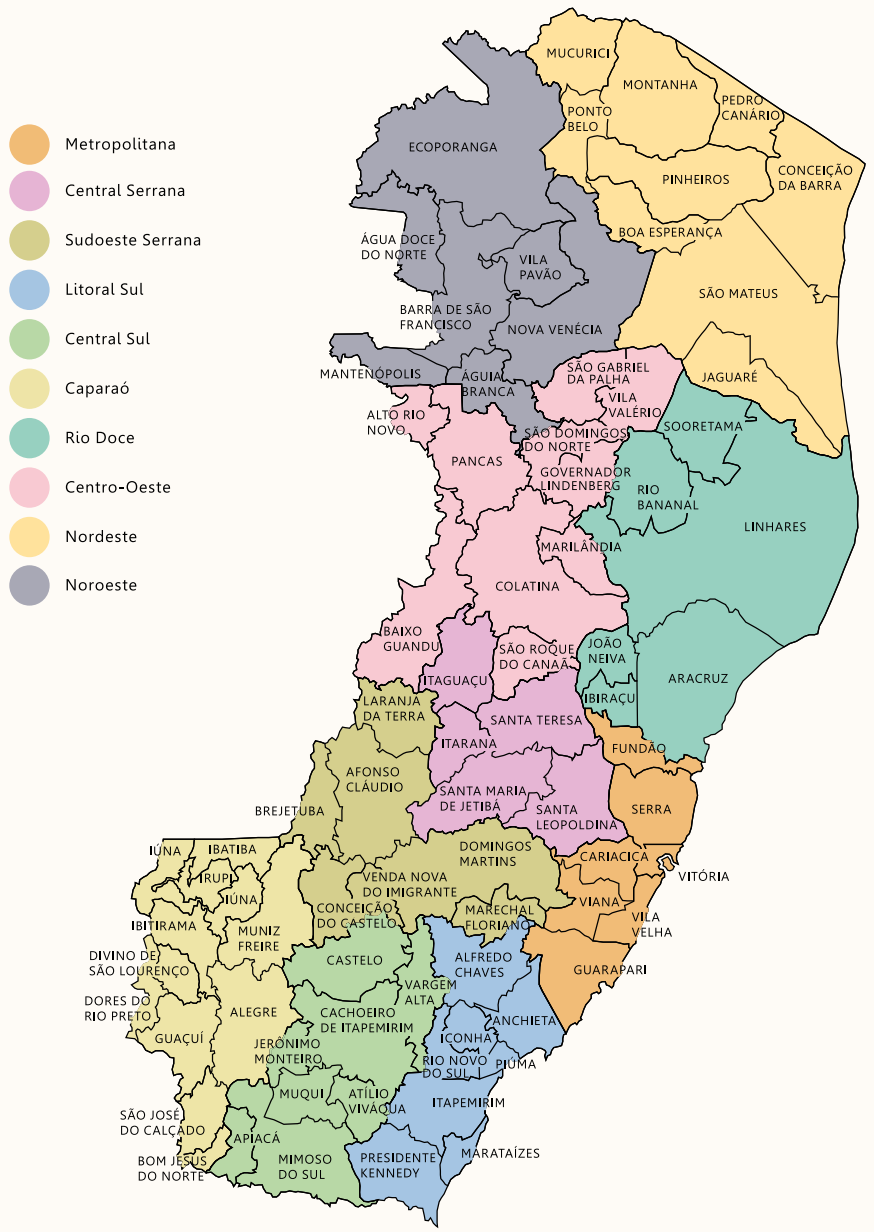 Metropolitana
Central Serrana
Sudoeste Serrana
Litoral Sul
Central Sul
Caparaó
Rio Doce
Centro-Oeste
Nordeste
Noroeste
MUCURICI
MONTANHA
PEDRO
CANÁRIO
PONTO
BELO
ECOPORANGA
PINHEIROS
CONCEIÇÃO
DA BARRA
BOA ESPERANÇA
ÁGUA DOCE
DO NORTE
VILA
PAVÃO
SÃO MATEUS
BARRA DE SÃO
FRANCISCO
NOVA VENÉCIA
MANTENÓPOLIS
ÁGUIA
BRANCA
SÃO GABRIEL
DA PALHA
JAGUARÉ
VILA
VALÉRIO
ALTO RIO
NOVO
SOORETAMA
SÃO DOMINGOS
DO NORTE
PANCAS
GOVERNADOR
LINDENBERG
RIO
BANANAL
LINHARES
MARILÂNDIA
COLATINA
BAIXO
GUANDU
SÃO ROQUE
DO CANAÃ
JOÃO
NEIVA
ITAGUAÇU
ARACRUZ
IBIRAÇU
LARANJA
DA TERRA
SANTA TERESA
ITARANA
FUNDÃO
AFONSO
CLÁUDIO
SANTA MARIA
DE JETIBÁ
BREJETUBA
SANTA
LEOPOLDINA
SERRA
IÚNA
IBATIBA
DOMINGOS
MARTINS
CARIACICA
VITÓRIA
IRUPI
VENDA NOVA
DO IMIGRANTE
IÚNA
VIANA
CONCEIÇÃO
DO CASTELO
MARECHAL
FLORIANO
VILA
VELHA
IBITIRAMA
MUNIZ
FREIRE
DIVINO DE
SÃO LOURENÇO
CASTELO
ALFREDO
CHAVES
GUARAPARI
VARGEM
ALTA
DORES DO
RIO PRETO
ALEGRE
CACHOEIRO
DE ITAPEMIRIM
ANCHIETA
GUAÇUÍ
JERÔNIMO
MONTEIRO
ICONHA
RIO NOVO
DO SUL
PIÚMA
MUQUI
ATÍLIO
VIVÁQUA
ITAPEMIRIM
SÃO JOSÉ
DO CALÇADO
APIACÁ
BOM JESUS
DO NORTE
MIMOSO
DO SUL
PRESIDENTE
KENNEDY
MARATAÍZES